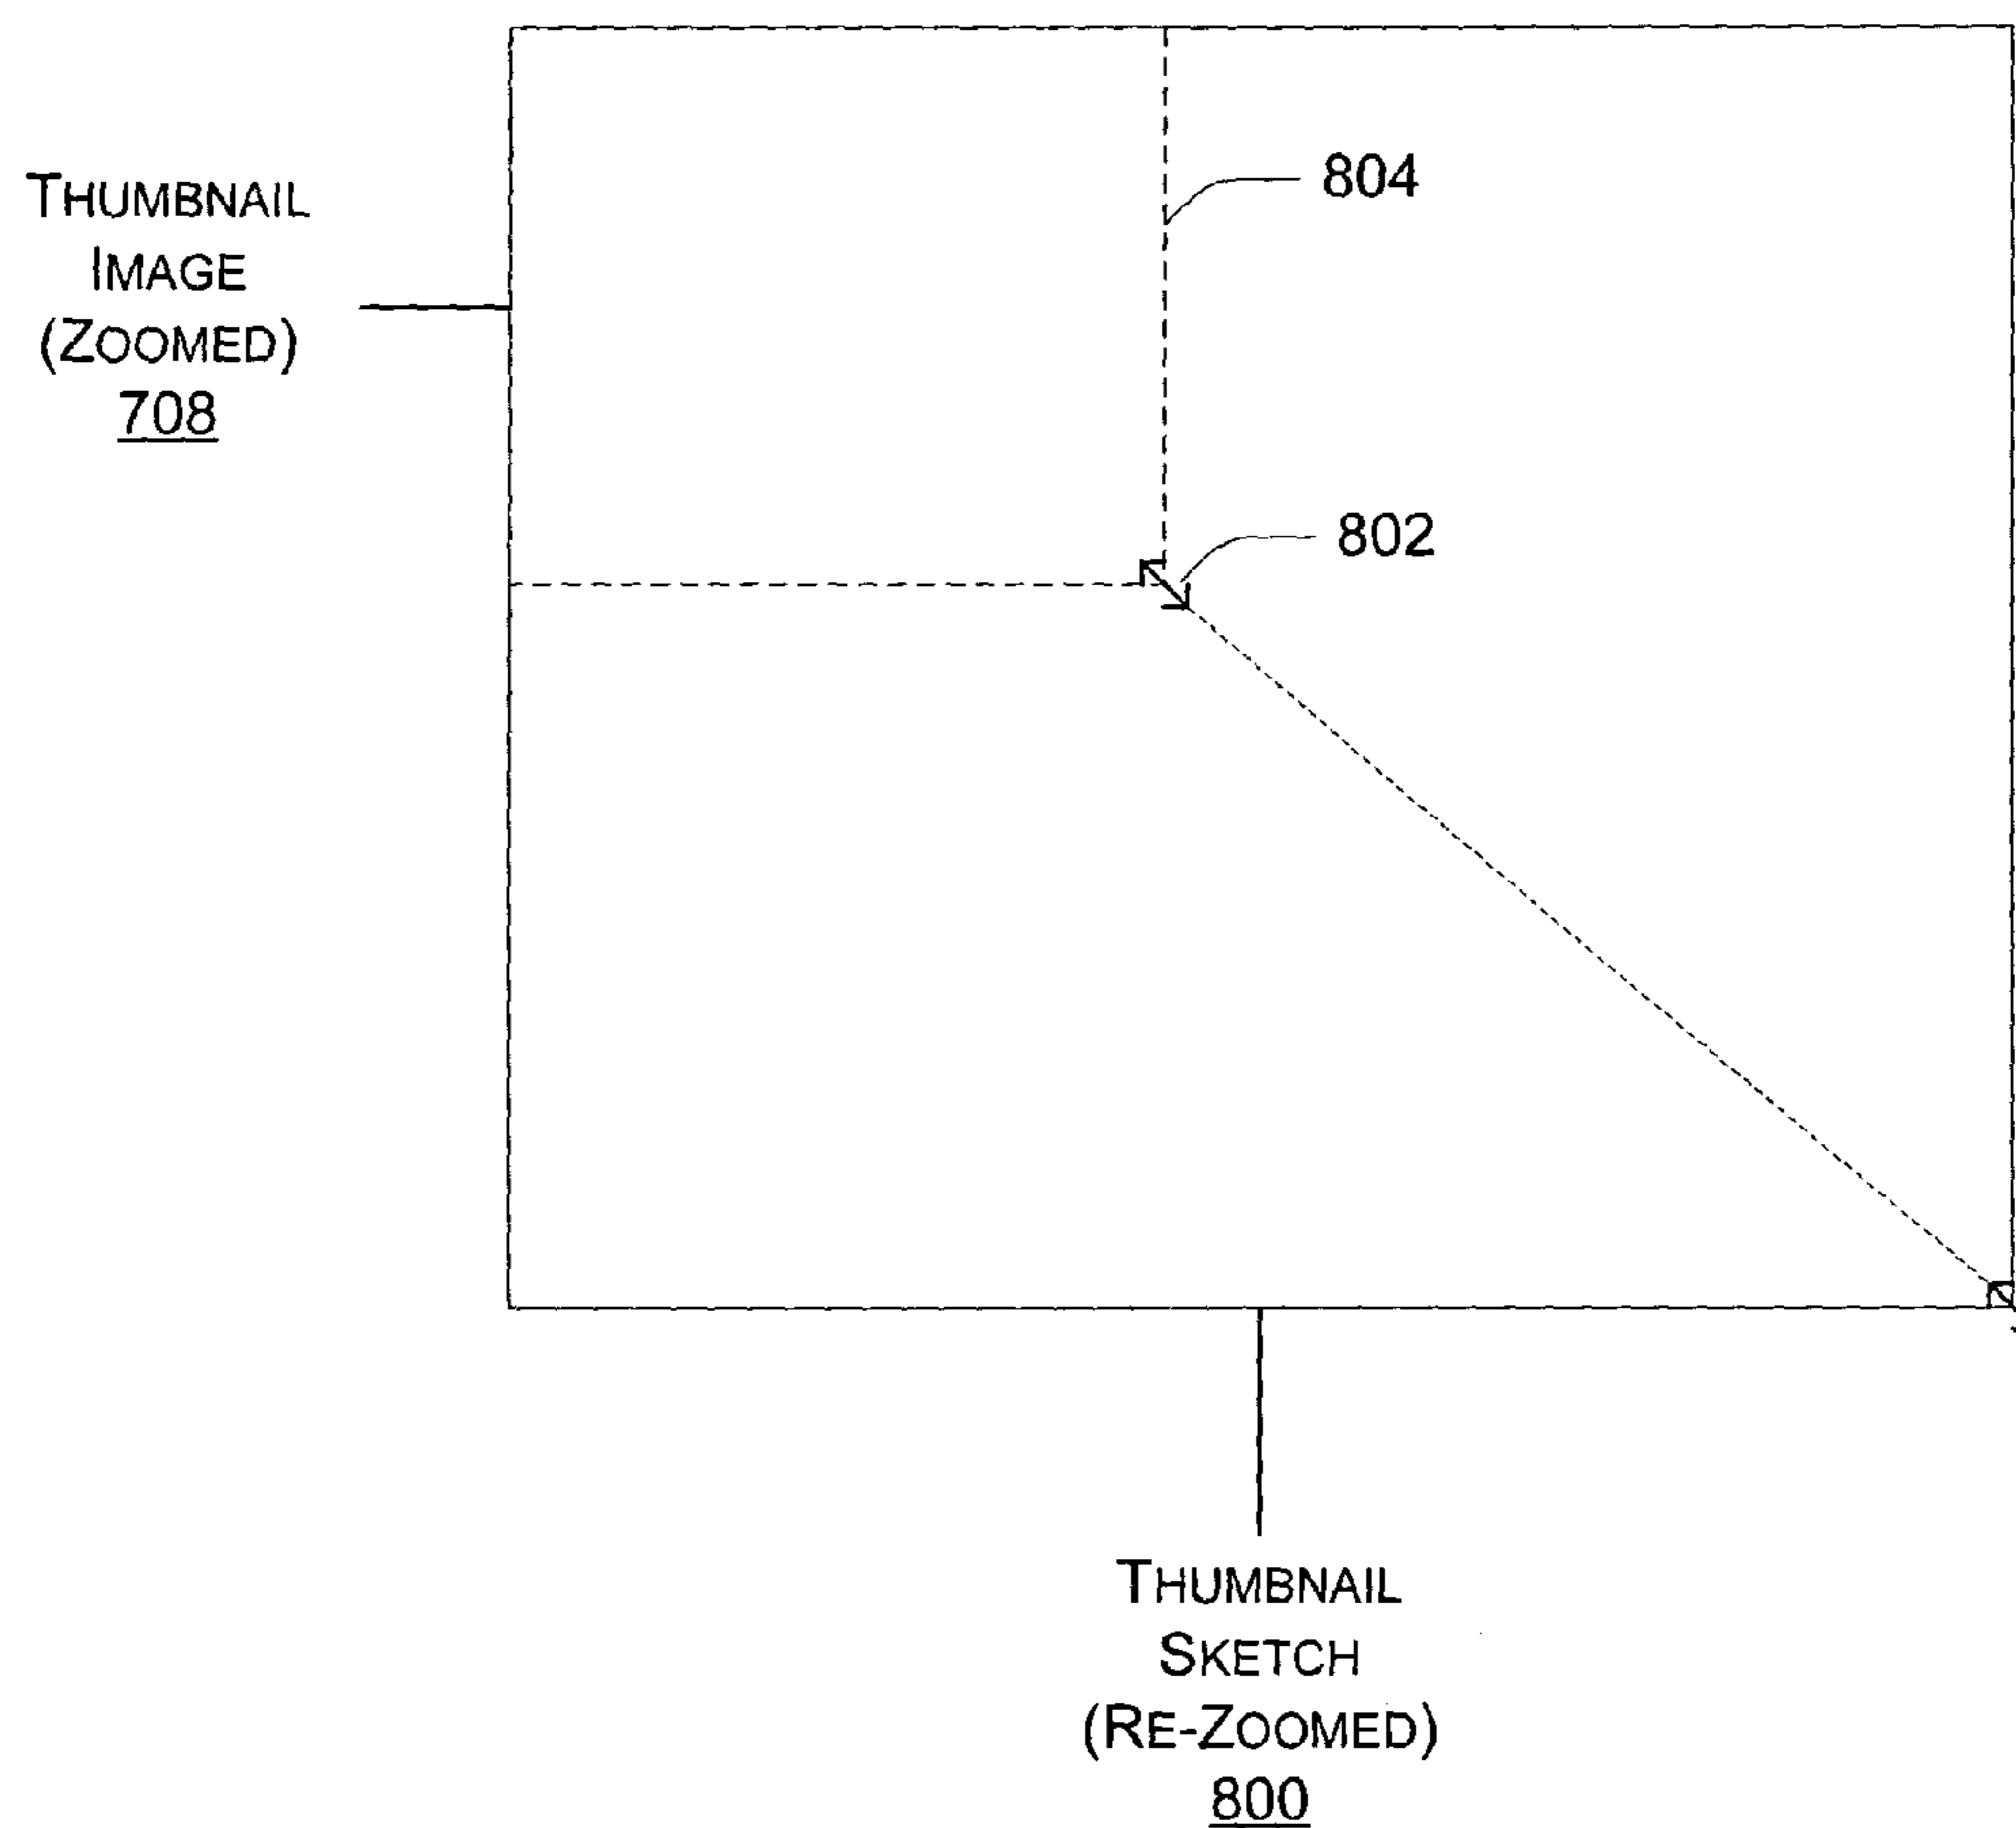 THUMBNAIL
IMAGE
(ZOOMED)
708
804
802
THUMBNAIL
SKETCH
(RE-ZOOMED)
800